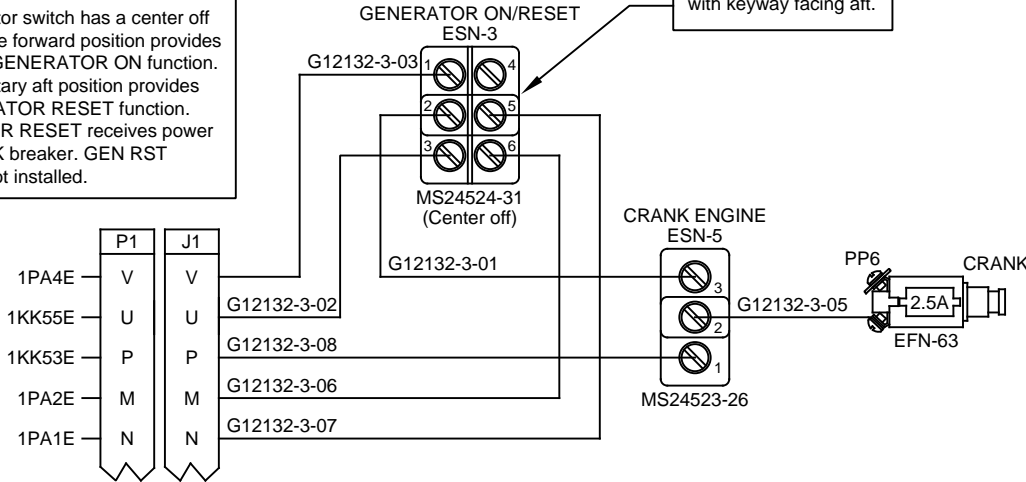 switch has a center off
forward position provides
GENERATOR ON function.
aft position provides
RESET function.
RESET receives power
breaker. GEN RST
installed.
with keyway facing aft.
GENERATOR ON/RESET
ESN-3
G12132-3-03
1
4
2
5
3
6
MS24524-31
(Center off)
CRANK ENGINE
ESN-5
3
2
1
MS24523-26
G12132-3-01
G12132-3-05
PP6
CRANK
2.5A
EFN-63
P1
J1
1PA4E
V
V
1KK55E
U
U
G12132-3-02
1KK53E
P
P
G12132-3-08
1PA2E
M
M
G12132-3-06
1PA1E
N
N
G12132-3-07